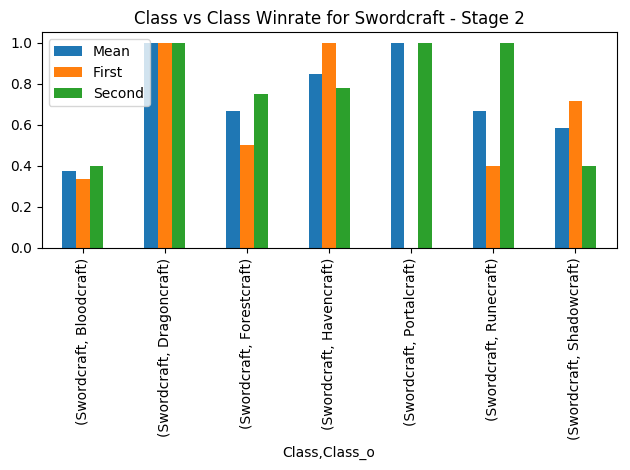 Class vs Class Winrate for Swordcraft - Stage 2
1.0
0.8
0.6
0.4
0.2
0.0
Mean
First
Second
(Swordcraft, Bloodcraft)
(Swordcraft, Dragoncraft)
(Swordcraft, Forestcraft)
(Swordcraft, Havencraft)
(Swordcraft, Portalcraft)
(Swordcraft, Runecraft)
(Swordcraft, Shadowcraft)
Class,Class_o